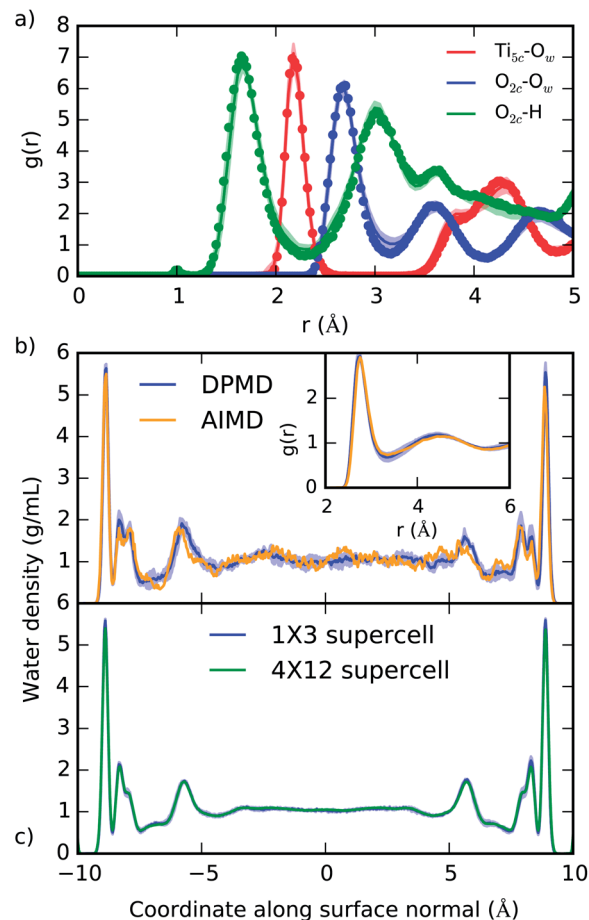 a)
8
7
6
5
4
3
2
1
0
g(r)
Ti5c-Ow
O2c-Ow
O2c-H
0 1 2 3 4 5
r (Å)
b)
6
5
4
3
2
1
6
DPMD
AIMD
2
1
0
g(r)
2 4 6
r (Å)
Water density (g/mL)
5
4
3
2
1
0
1X3 supercell
4X12 supercell
c)
−10 −5 0 5 10
Coordinate along surface normal (Å)